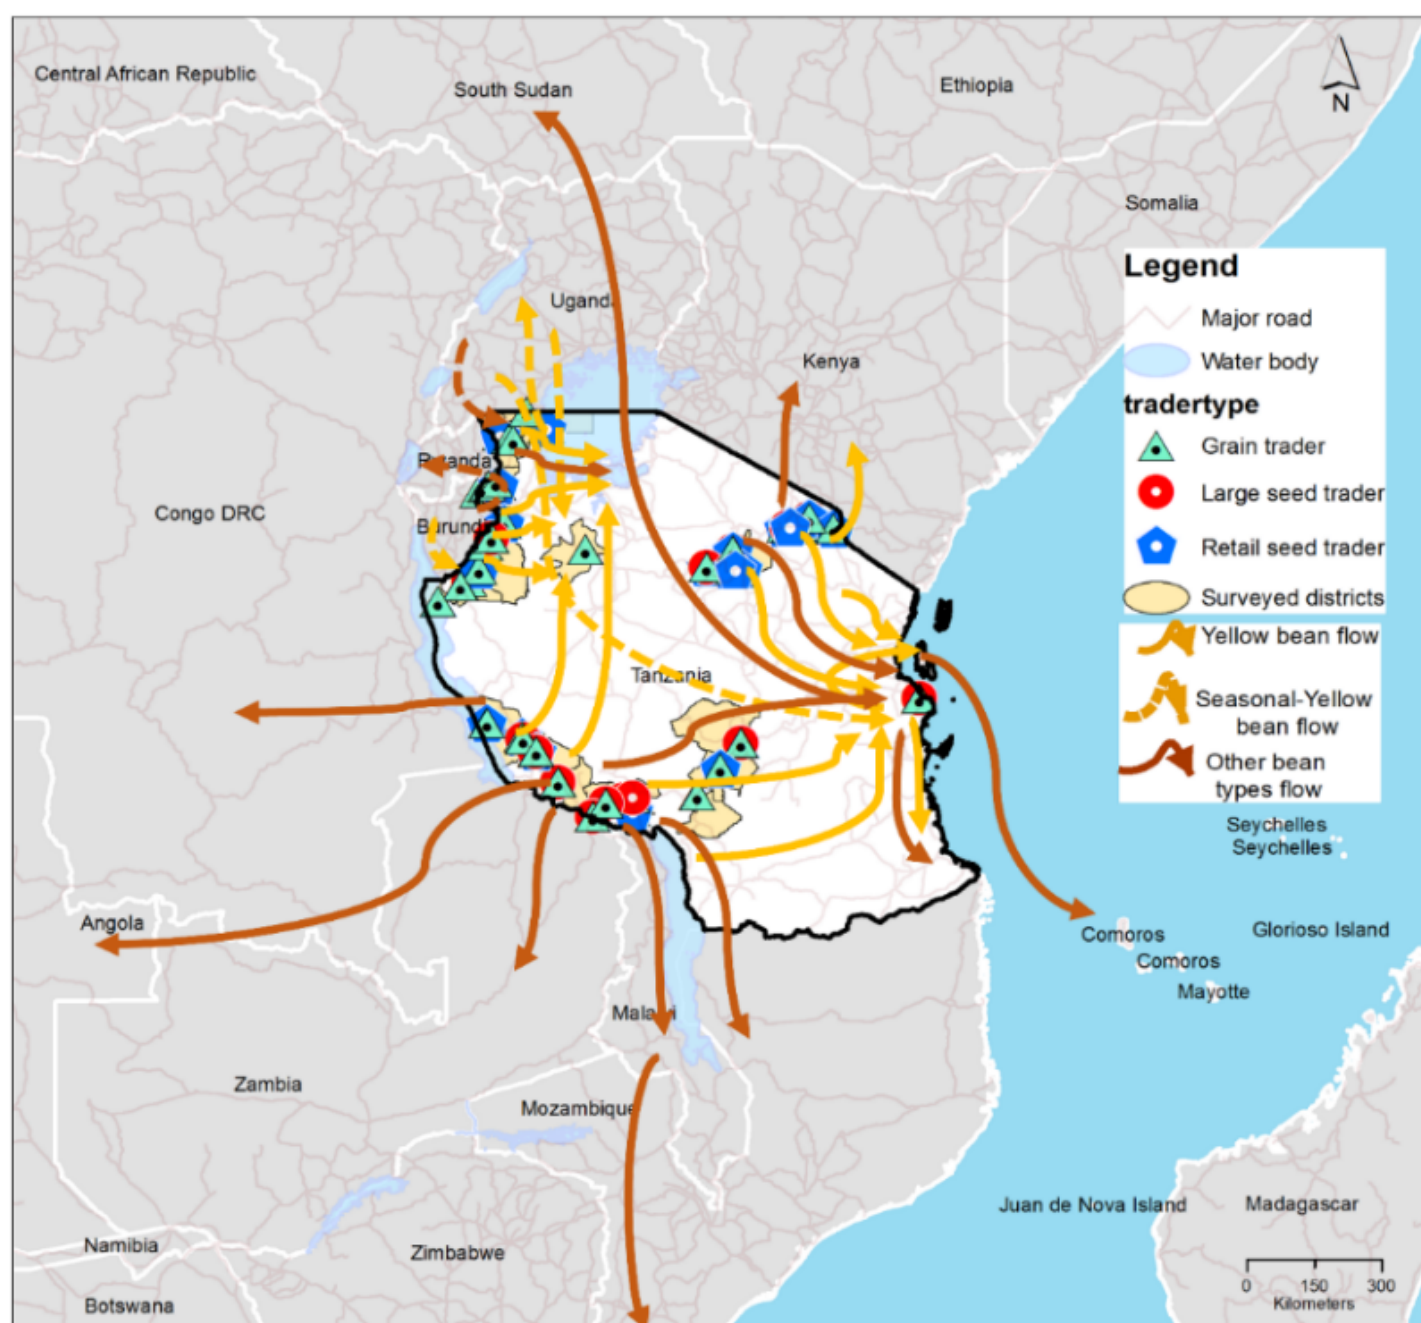 Central African Republic
South Sudan
Ethiopia
N
Somalia
Legend
Major road
Water body
tradertype
Grain trader
Large seed trader
Retail seed trader
Surveyed districts
Yellow bean flow
Seasonal-Yellow
bean flow
Other bean
types flow
Uganda
Kenya
Rwanda
Congo DRC
Burundi
Tanzania
Seychelles
Seychelles
Angola
Comoros
Glorioso Island
Comoros
Mayotte
Malawi
Zambia
Mozambique
Juan de Nova Island
Madagascar
Namibia
Zimbabwe
Botswana
0 150 300
Kilometers